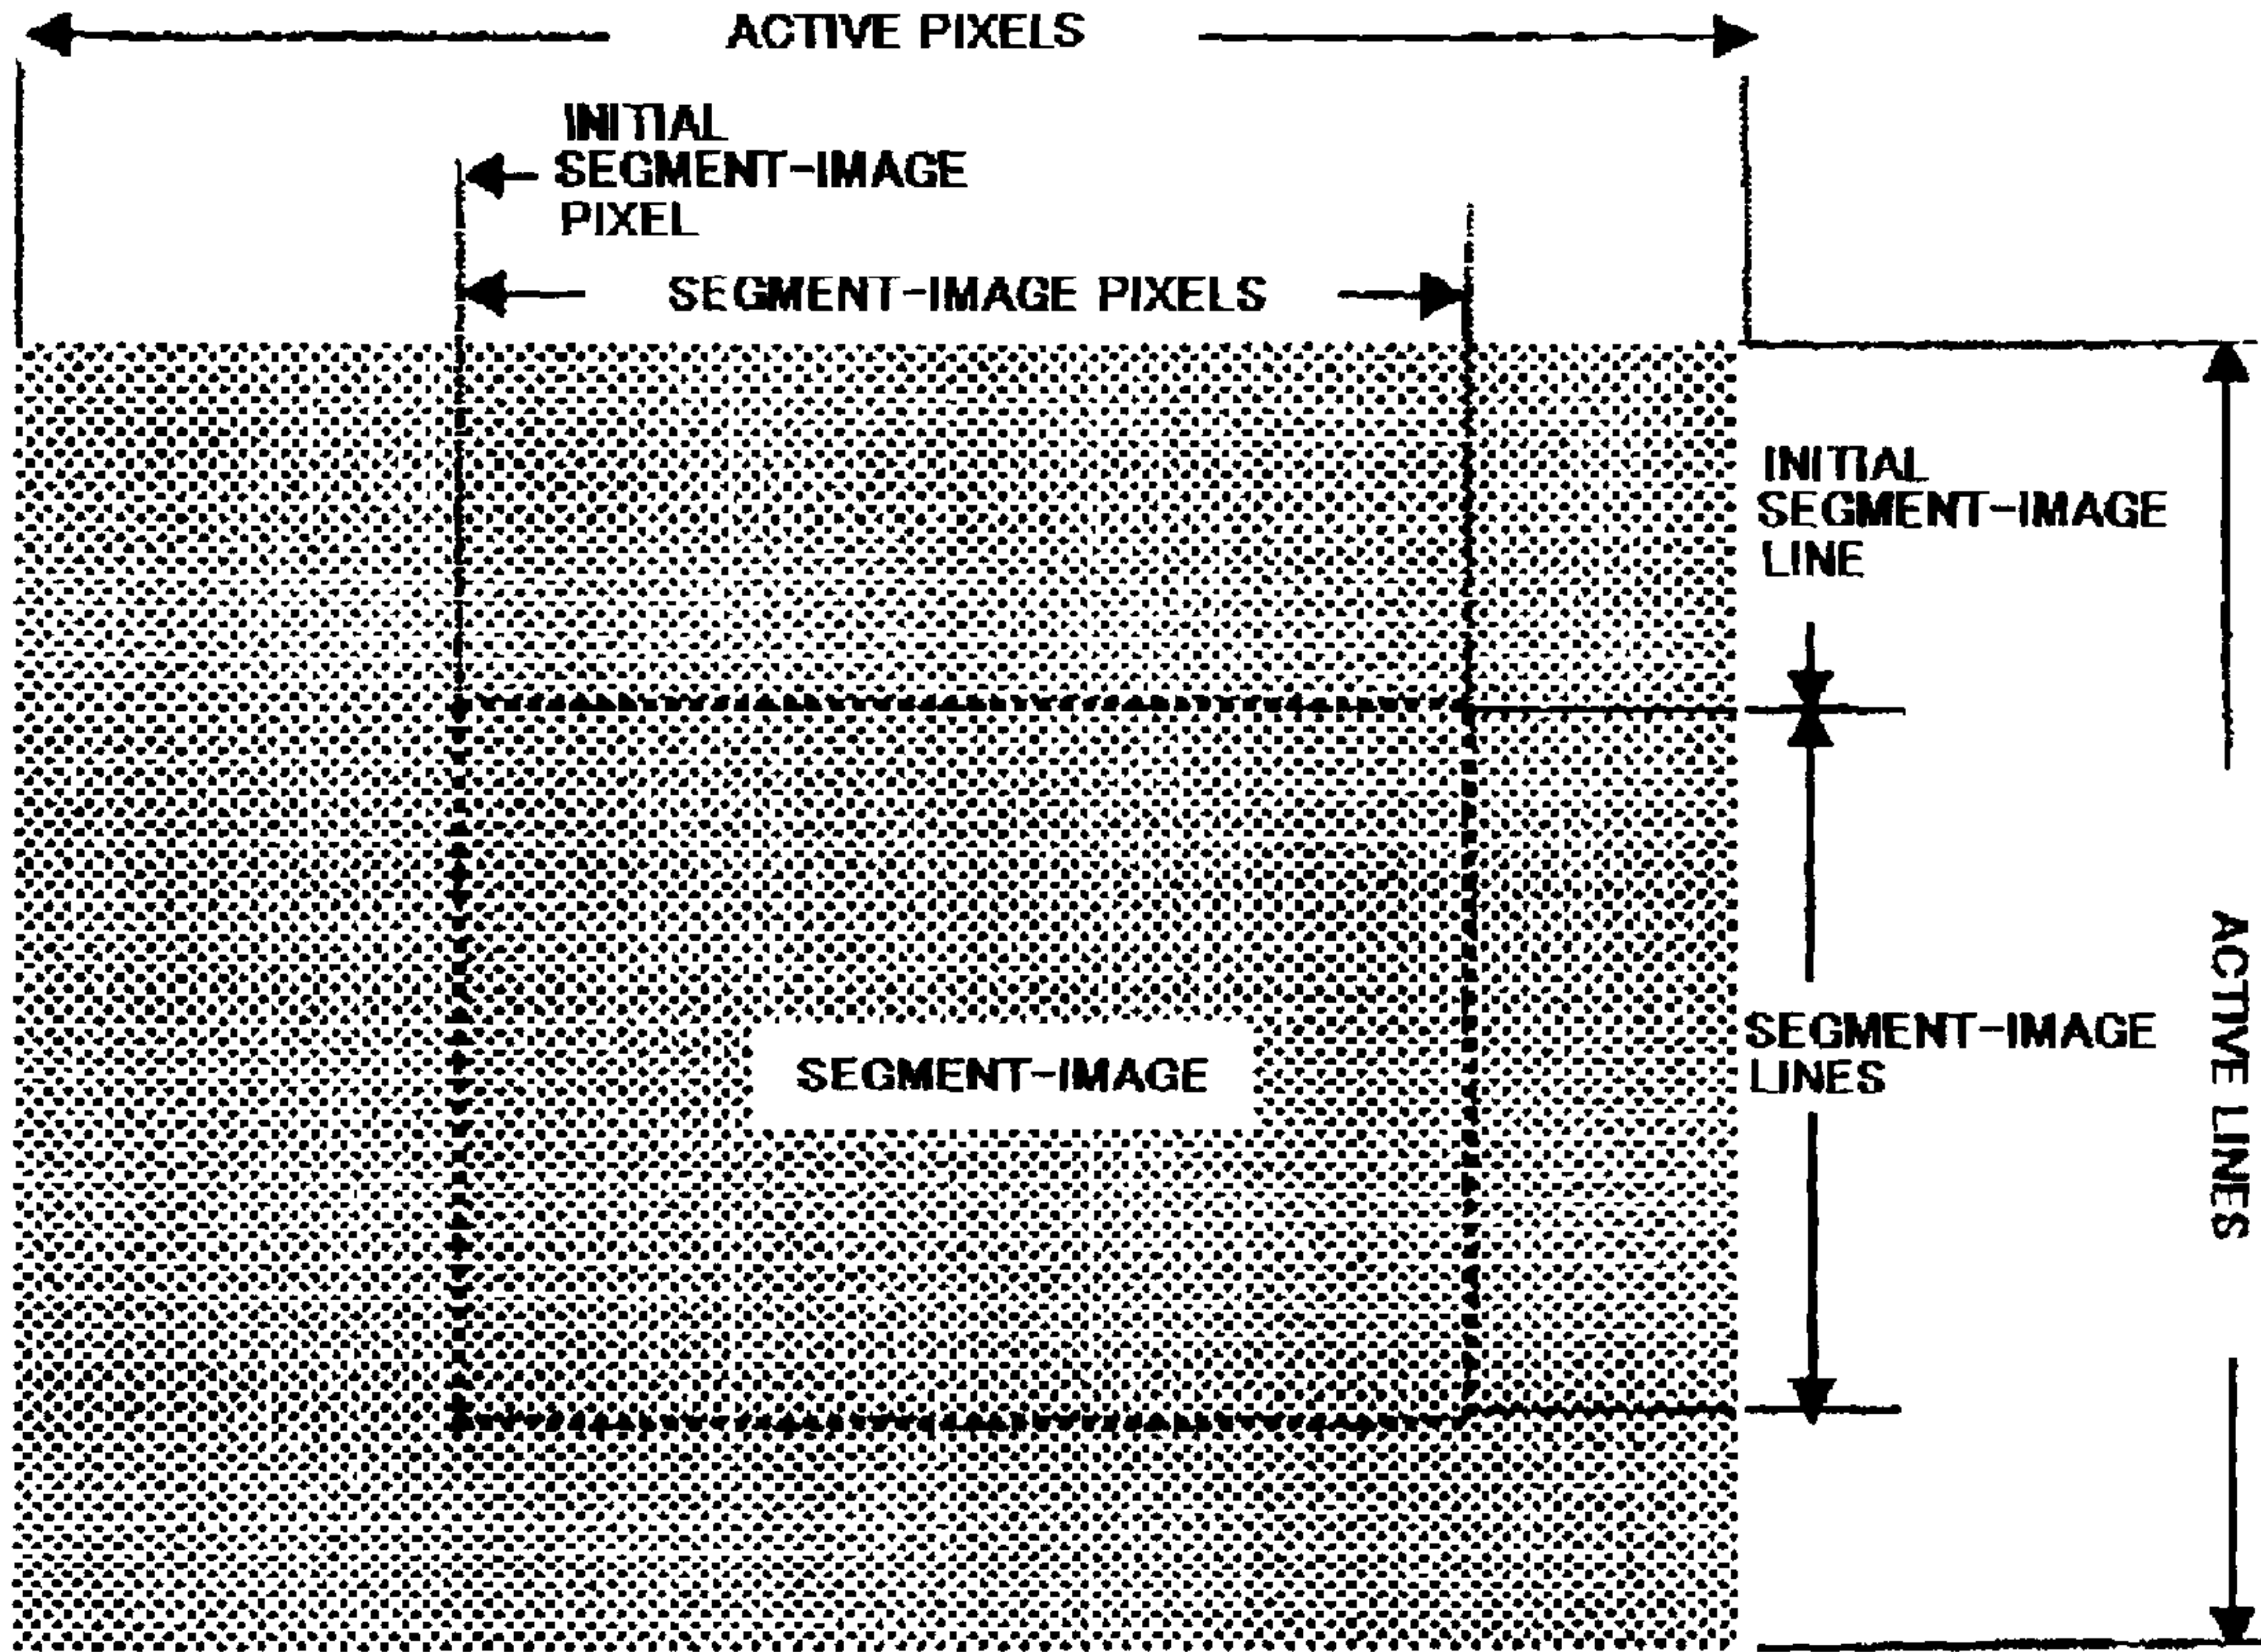 ACTIVE PIXELS
INITIAL
SEGMENT-IMAGE
PIXEL
SEGMENT-IMAGE PIXELS
INITIAL
SEGMENT-IMAGE
LINE
SEGMENT-IMAGE
LINES
SEGMENT-IMAGE
ACTIVE LINES